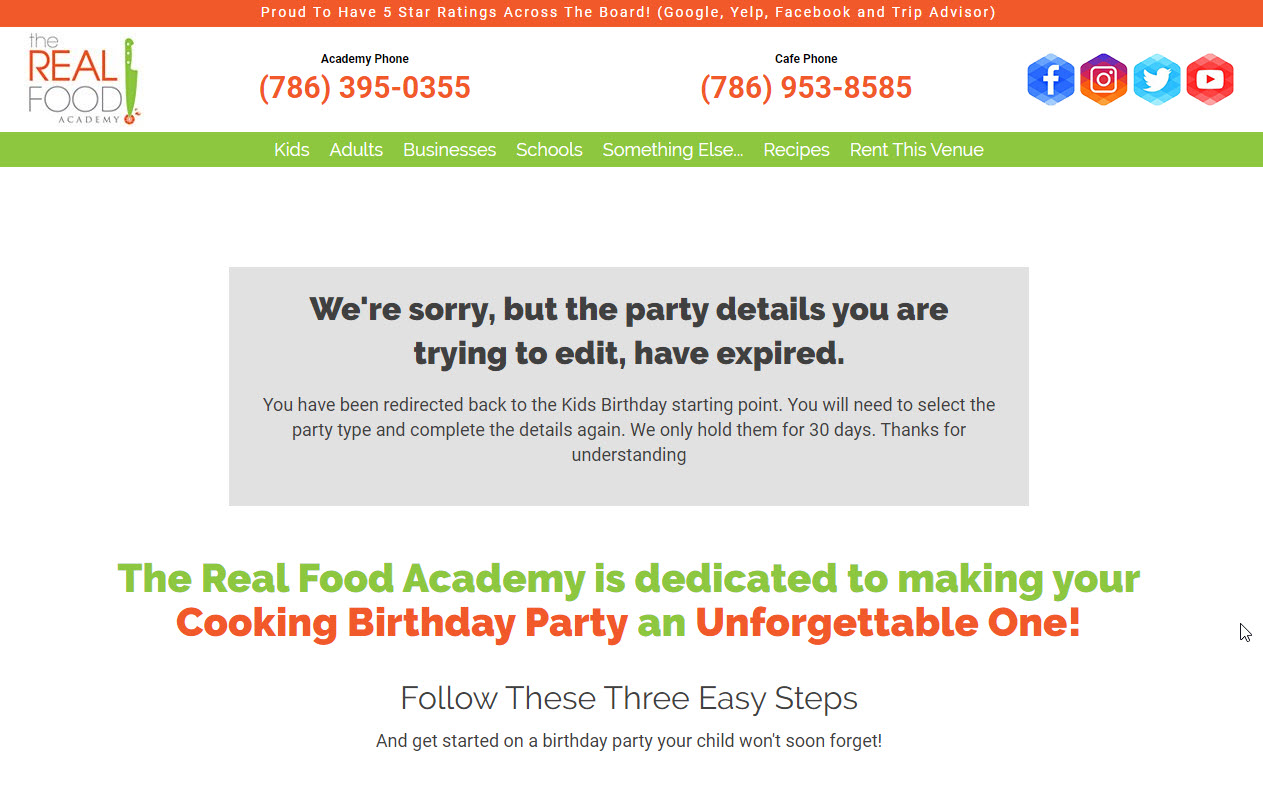 Proud To Have 5 Star Ratings Across The Board! (Google, Yelp, Facebook and Trip Advisor)
the
REAL
FOOD
ACADEMY
Academy Phone
(786) 395-0355
Cafe Phone
(786) 953-8585
Kids Adults Businesses Schools Something Else... Recipes Rent This Venue
We're sorry, but the party details you are
trying to edit, have expired.
You have been redirected back to the Kids Birthday starting point. You will need to select the
party type and complete the details again. We only hold them for 30 days. Thanks for
understanding
The Real Food Academy is dedicated to making your
Cooking Birthday Party an Unforgettable One!
Follow These Three Easy Steps
And get started on a birthday party your child won't soon forget!